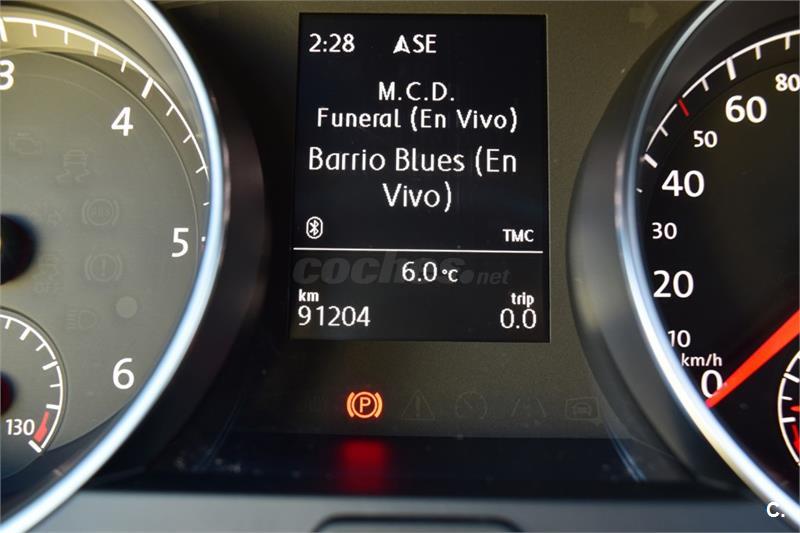 2:28 SE
M.C.D.
Funeral (En Vivo)
Barrio Blues (En
Vivo)
TMC
coches.net
6.0 °C
km trip
91204 0.0
P
3
4
5
6
130
80
60
50
40
30
20
10
km/h
0
C.